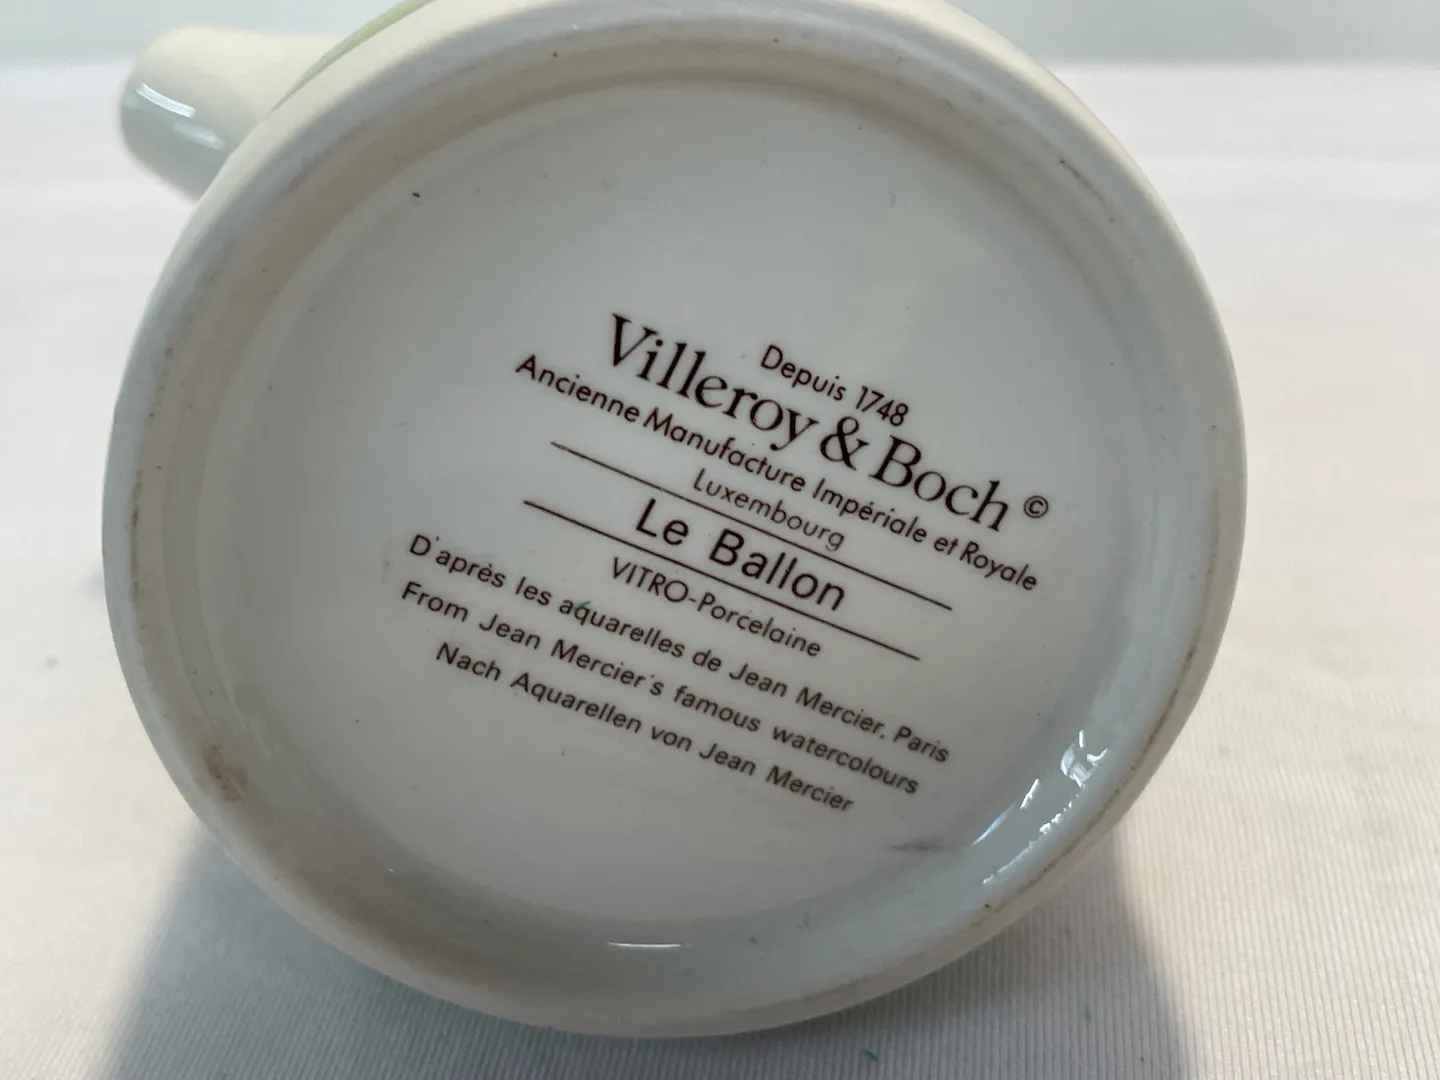 Depuis 1748
Villeroy & Boch ©
Ancienne Manufacture Impériale et Royale
Luxembourg
Le Ballon
VITRO-Porcelaine
D'après les aquarelles de Jean Mercier. Paris
From Jean Mercier's famous watercolours
Nach Aquarellen von Jean Mercier